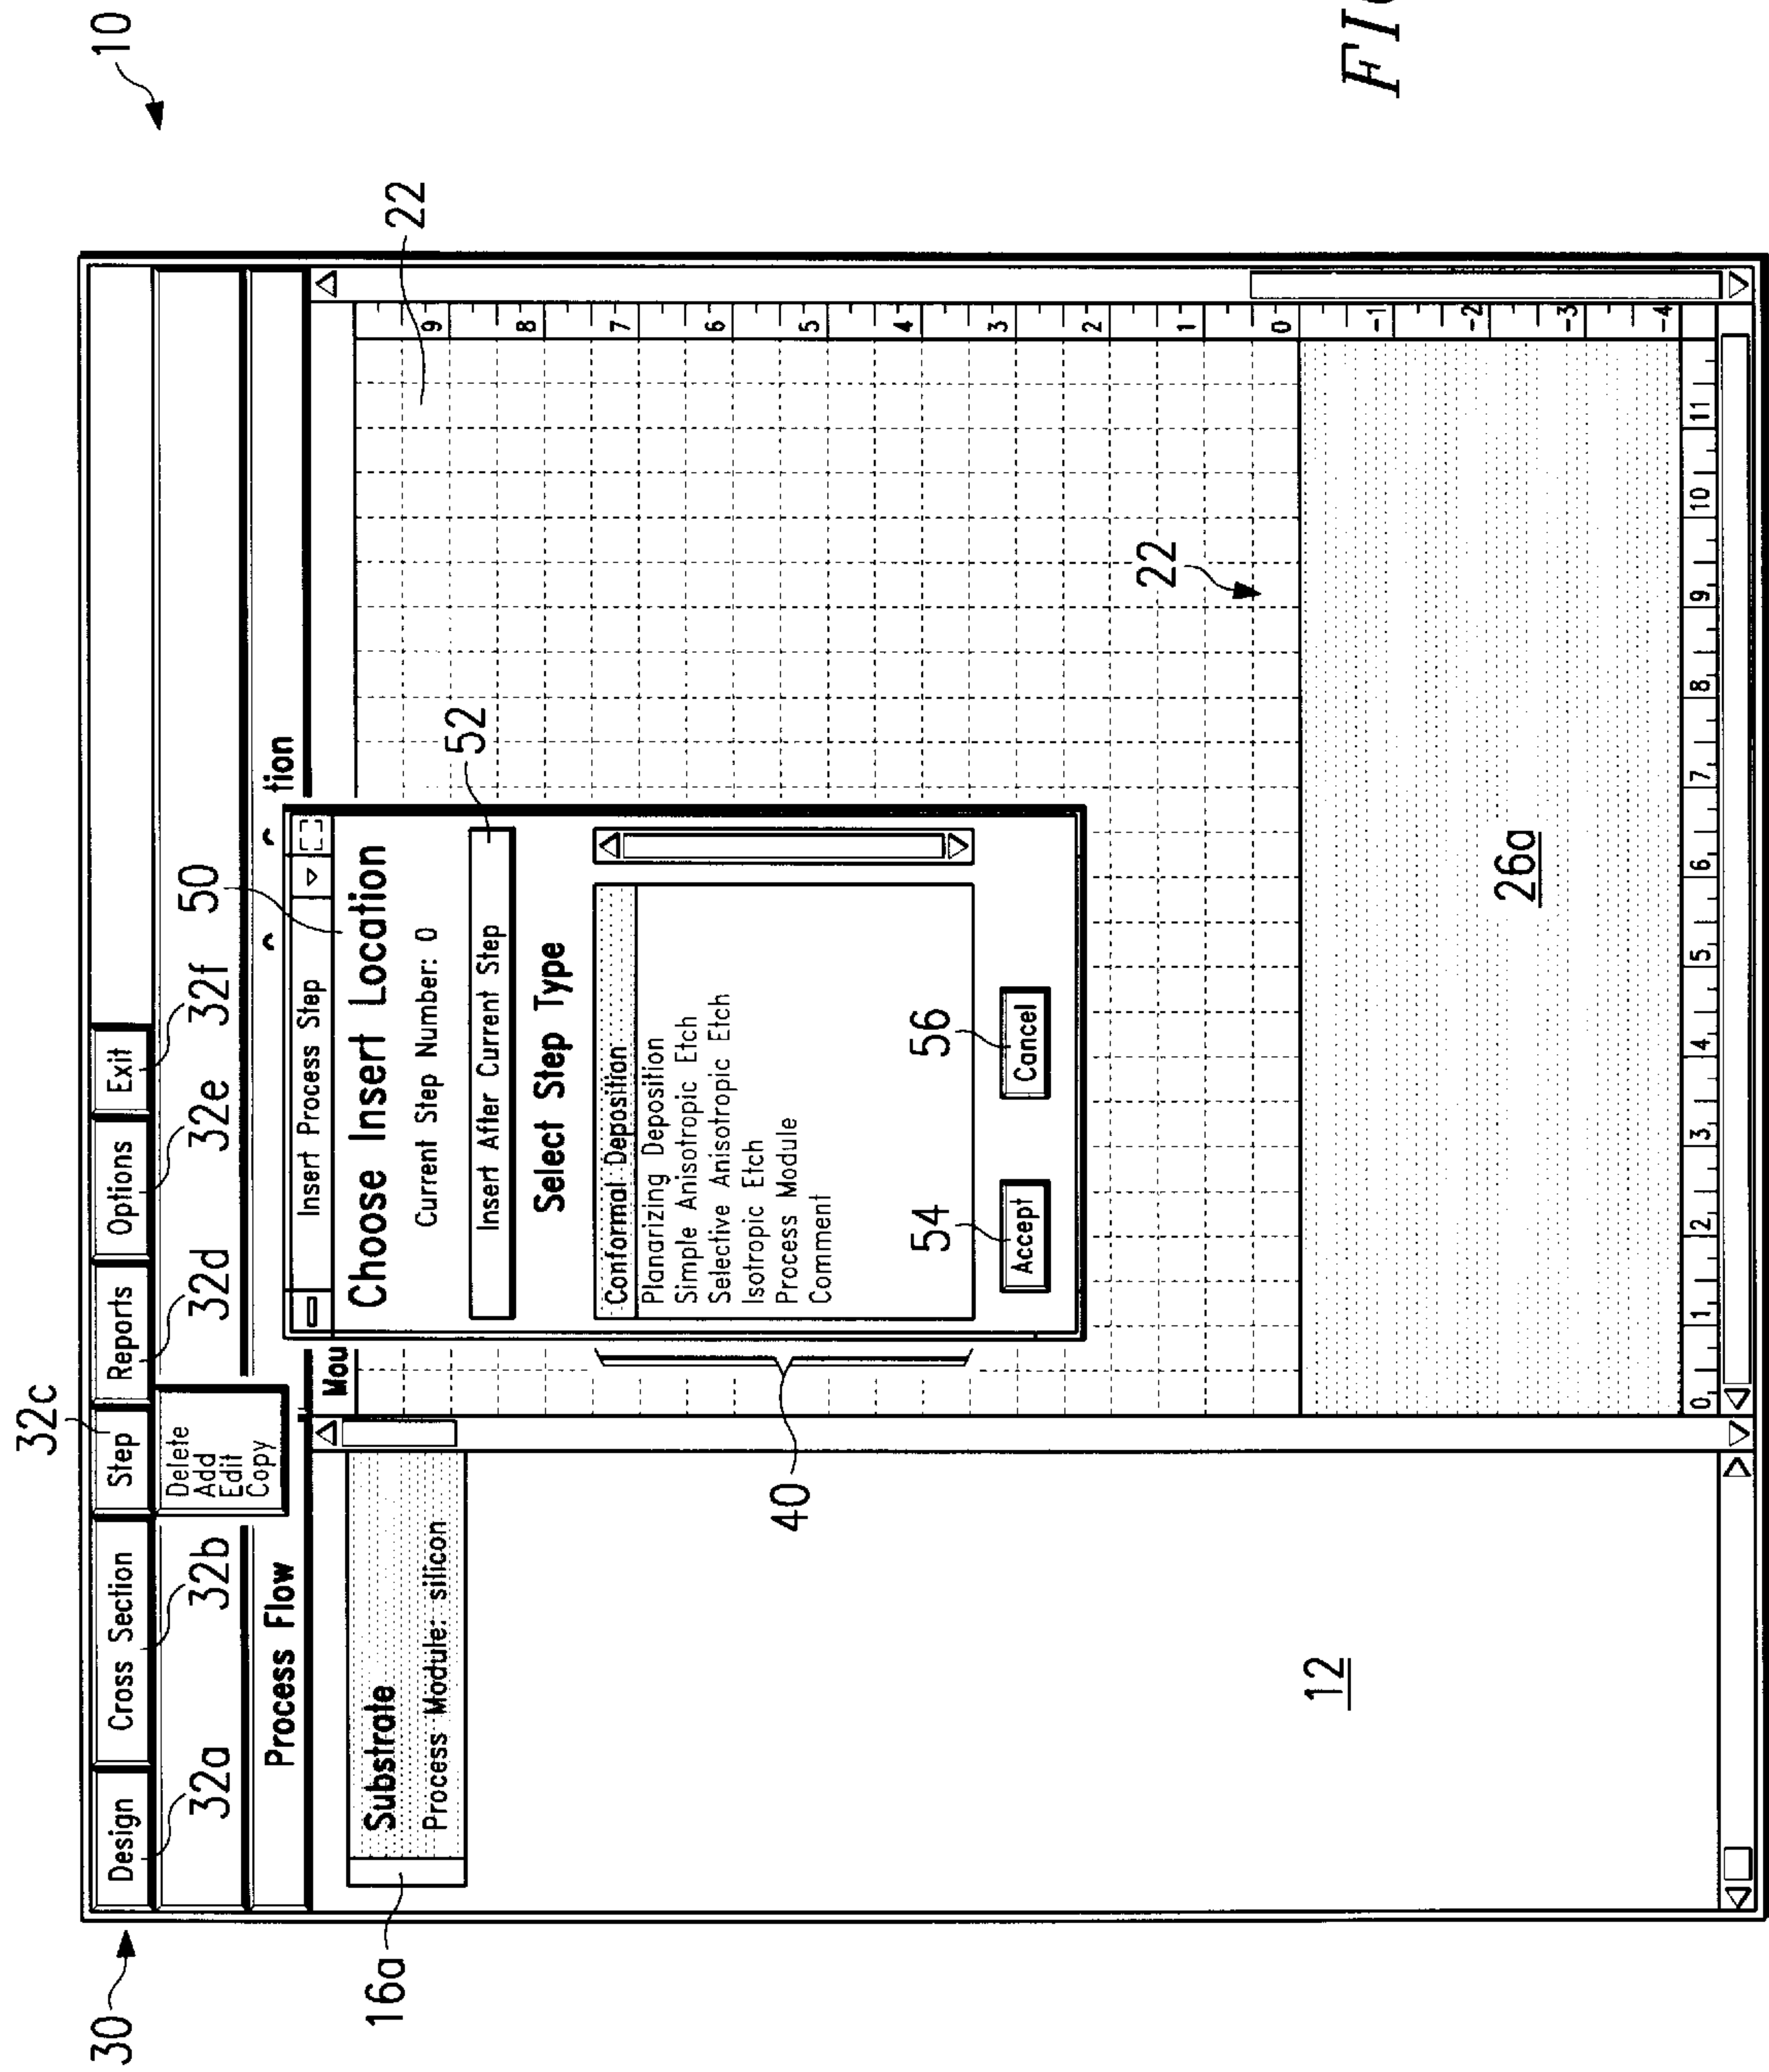 10
30
Design
Cross Section
Step
Reports
Options
Exit
32a
32b
32c
32d
32e
32f
Delete
Add
Edit
Copy
Process Flow
tion
Mou
16a
Substrate
Process Module: silicon
12
50
Insert Process Step
Choose Insert Location
Current Step Number: 0
Insert After Current Step
52
Select Step Type
40
Conformal Deposition
Planarizing Deposition
Simple Anisotropic Etch
Selective Anisotropic Etch
Isotropic Etch
Process Module
Comment
54
56
Accept
Cancel
22
22
26a
9
8
7
6
5
4
3
2
1
0
-1
-2
-3
-4
0 1 2 3 4 5 6 7 8 9 10 11